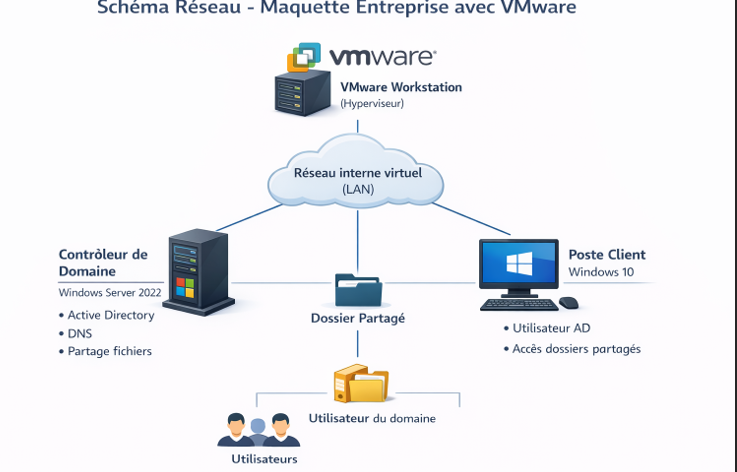 Schéma Réseau - Maquette Entreprise avec VMware
vmware®
VMware Workstation
(Hyperviseur)
Réseau interne virtuel
(LAN)
Contrôleur de
Domaine
Windows Server 2022
• Active Directory
• DNS
• Partage fichiers
Dossier Partagé
Poste Client
Windows 10
• Utilisateur AD
• Accès dossiers partagés
Utilisateur du domaine
Utilisateurs